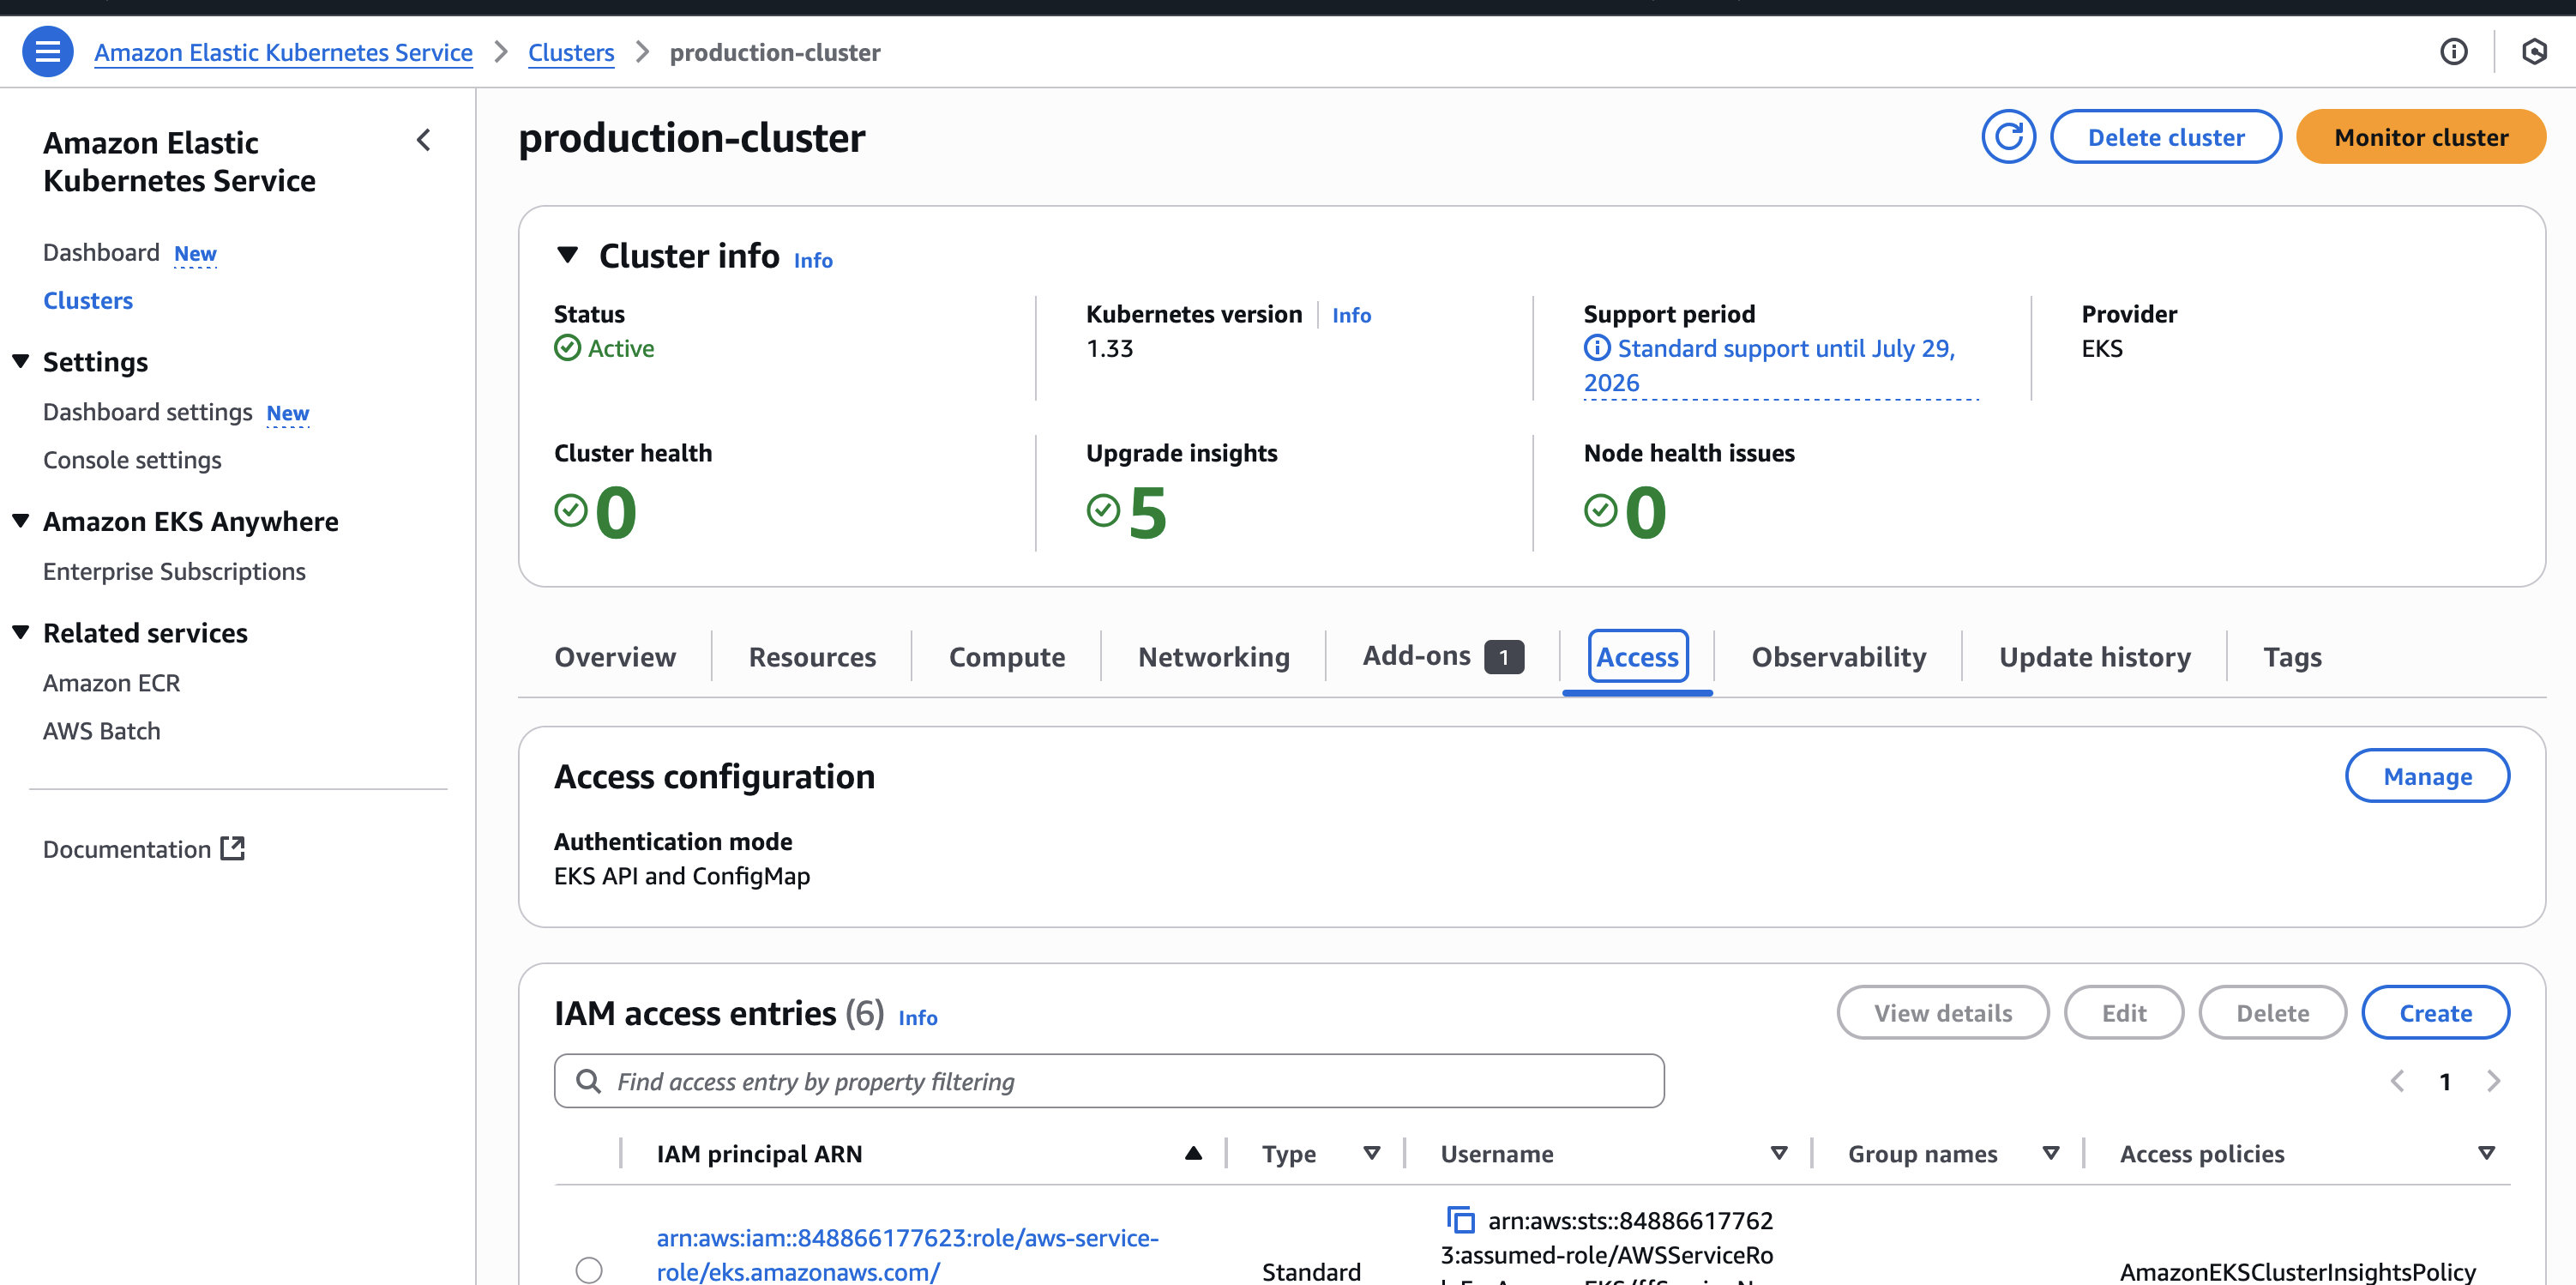 Amazon Elastic Kubernetes Service
Clusters
production-cluster
Amazon Elastic
Kubernetes Service
Dashboard New
Clusters
Settings
Dashboard settings New
Console settings
Amazon EKS Anywhere
Enterprise Subscriptions
Related services
Amazon ECR
AWS Batch
Documentation
production-cluster
Delete cluster
Monitor cluster
Cluster info Info
Status
Active
Kubernetes version Info
1.33
Support period
Standard support until July 29,
2026
Provider
EKS
Cluster health
0
Upgrade insights
5
Node health issues
0
Overview
Resources
Compute
Networking
Add-ons 1
Access
Observability
Update history
Tags
Access configuration
Manage
Authentication mode
EKS API and ConfigMap
IAM access entries (6) Info
View details
Edit
Delete
Create
Find access entry by property filtering
1
IAM principal ARN
Type
Username
Group names
Access policies
arn:aws:iam::848866177623:role/aws-service-
role/eks.amazonaws.com/
Standard
arn:aws:sts::84886617762
3:assumed-role/AWSServiceRo
AmazonEKSClusterInsightsPolicy